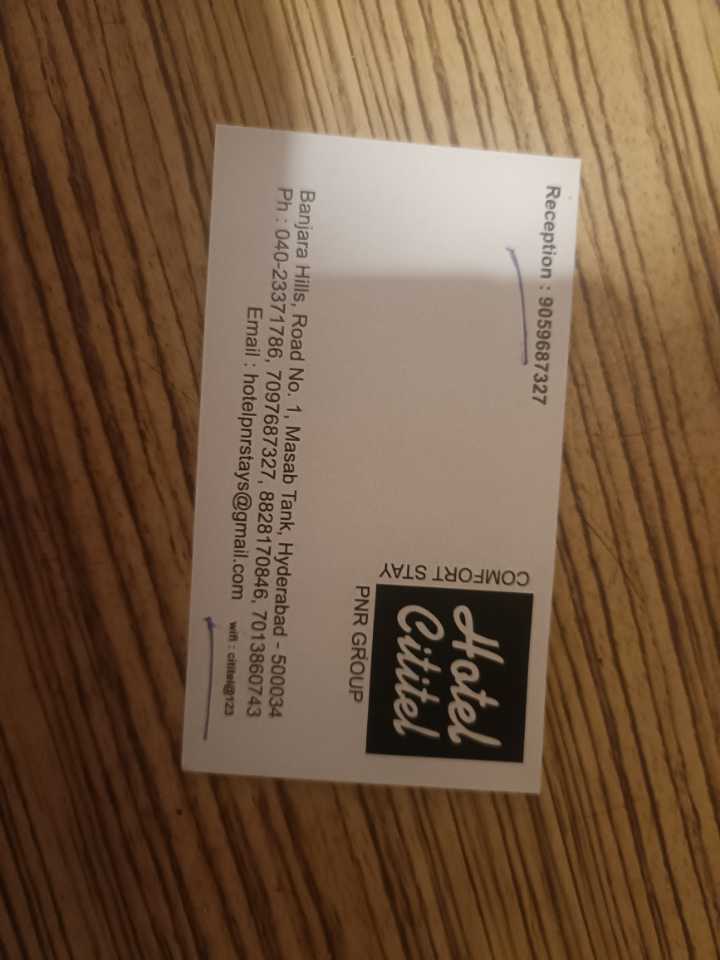 Reception : 9059687327
COMFORT STAY
Hotel
Cititel
PNR GROUP
Banjara Hills, Road No. 1, Masab Tank, Hyderabad - 500034
Ph : 040-23371786, 7097687327, 8828170846, 7013860743
Email : hotelpnrstays@gmail.com
wifi : cititel@123